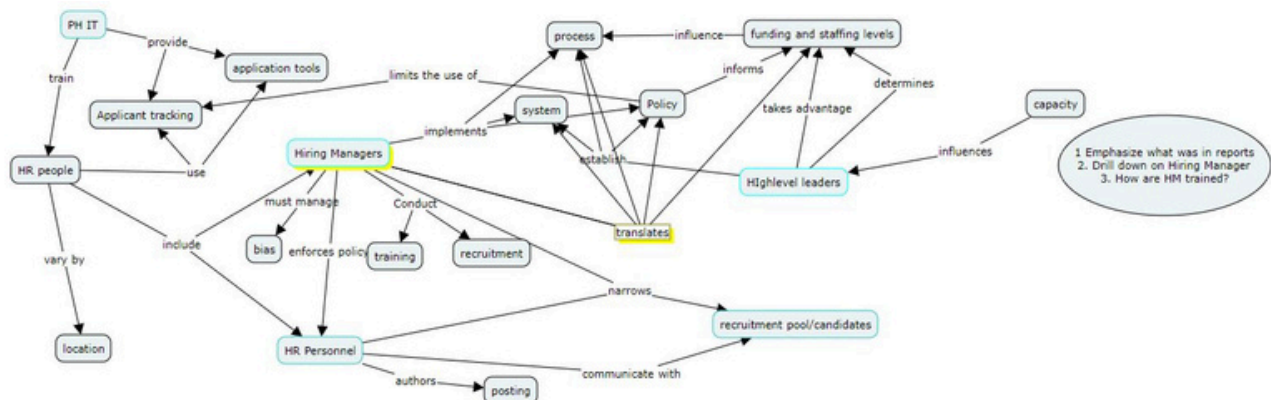 PH IT
provide
process
influence
funding and staffing levels
train
application tools
limits the use of
informs
determines
Applicant tracking
system
Policy
takes advantage
capacity
implements
Hiring Managers
establish
influences
HR people
use
HIghlevel leaders
1 Emphasize what was in reports
2. Drill down on Hiring Manager
3. How are HM trained?
must manage
Conduct
translates
include
bias
enforces policy
training
recruitment
vary by
narrows
recruitment pool/candidates
location
HR Personnel
communicate with
authors
posting